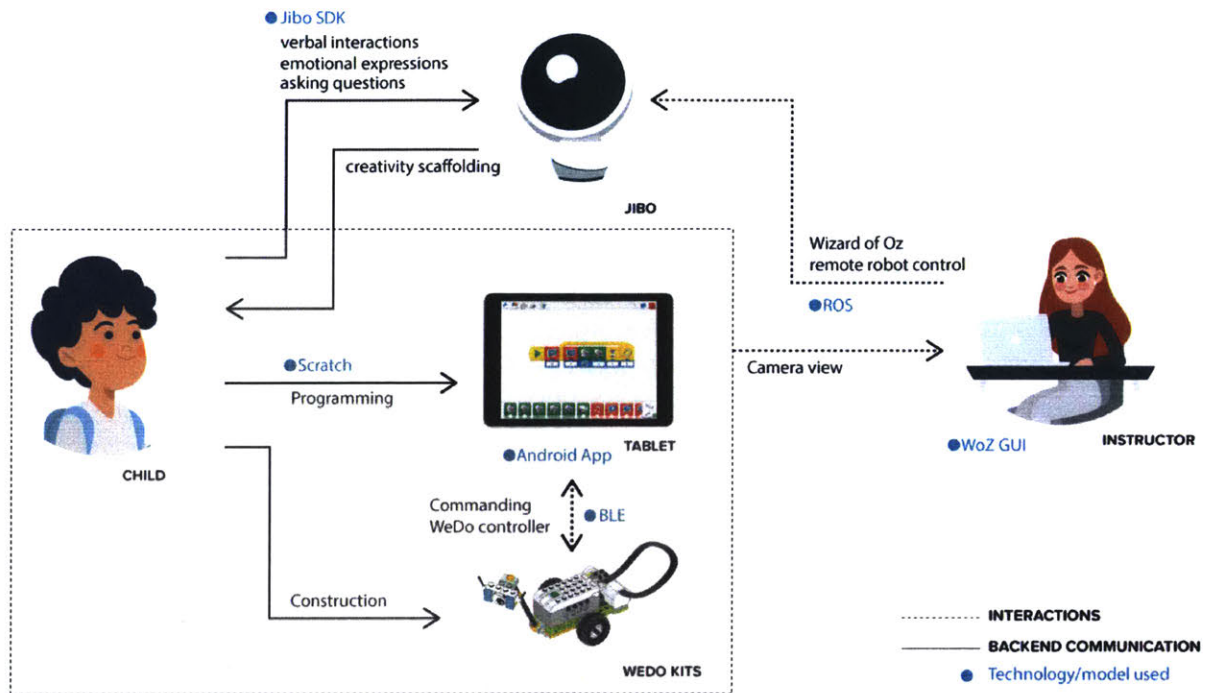 Jibo SDK
verbal interactions
emotional expressions
asking questions
creativity scaffolding
JIBO
Wizard of Oz
remote robot control
ROS
Scratch
Programming
Camera view
TABLET
Android App
INSTRUCTOR
WoZ GUI
CHILD
Commanding
WeDo controller
BLE
Construction
WEDO KITS
INTERACTIONS
BACKEND COMMUNICATION
Technology/model used